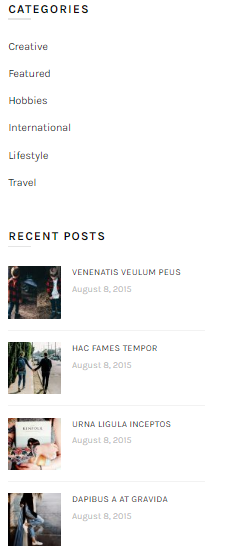 CATEGORIES
Creative
Featured
Hobbies
International
Lifestyle
Travel
RECENT POSTS
VENENATIS VEULUM PEUS
August 8, 2015
HAC FAMES TEMPOR
August 8, 2015
URNA LIGULA INCEPTOS
August 8, 2015
KINFOLK
DAPIBUS A AT GRAVIDA
August 8, 2015